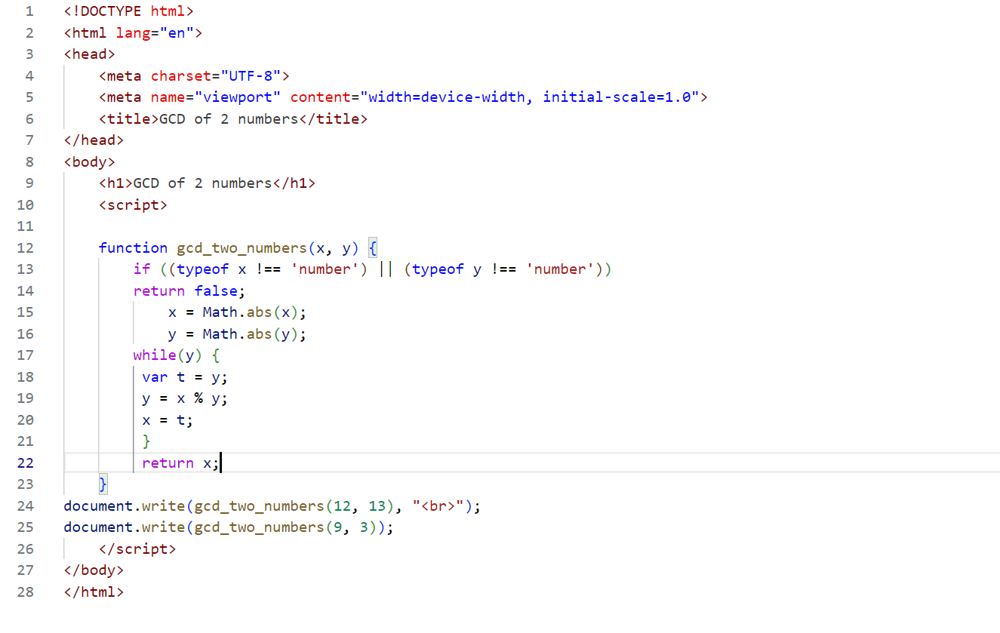 1 <!DOCTYPE html>
2 <html lang="en">
3 <head>
4     <meta charset="UTF-8">
5     <meta name="viewport" content="width=device-width, initial-scale=1.0">
6     <title>GCD of 2 numbers</title>
7 </head>
8 <body>
9     <h1>GCD of 2 numbers</h1>
10     <script>
11
12     function gcd_two_numbers(x, y) {
13         if ((typeof x !== 'number') || (typeof y !== 'number'))
14         return false;
15             x = Math.abs(x);
16             y = Math.abs(y);
17         while(y) {
18          var t = y;
19          y = x % y;
20          x = t;
21          }
22          return x;
23     }
24 document.write(gcd_two_numbers(12, 13), "<br>");
25 document.write(gcd_two_numbers(9, 3));
26     </script>
27 </body>
28 </html>